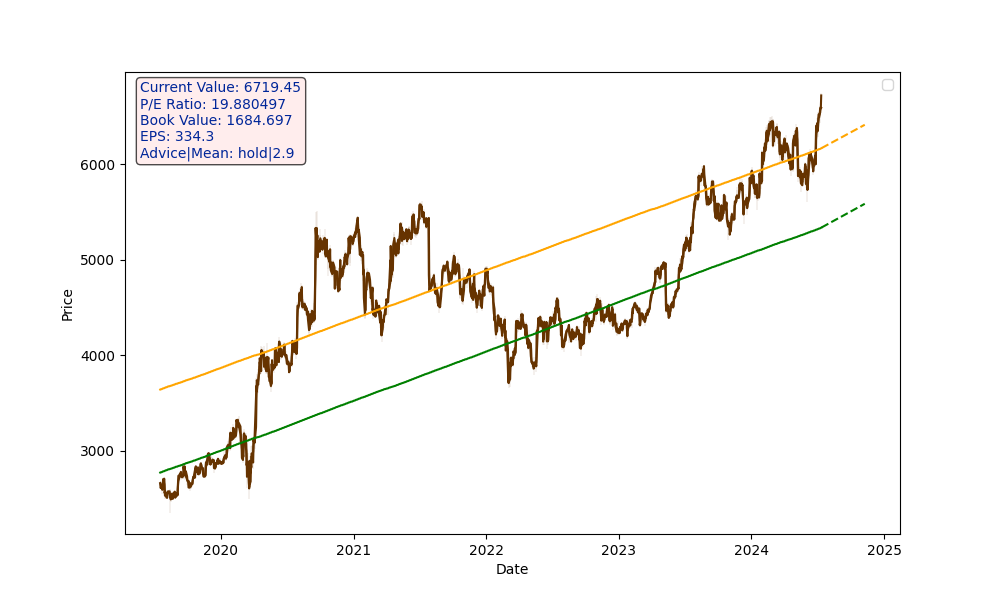 Current Value: 6719.45
P/E Ratio: 19.880497
Book Value: 1684.697
EPS: 334.3
Advice|Mean: hold|2.9
Price
6000
5000
4000
3000
2020 2021 2022 2023 2024 2025
Date